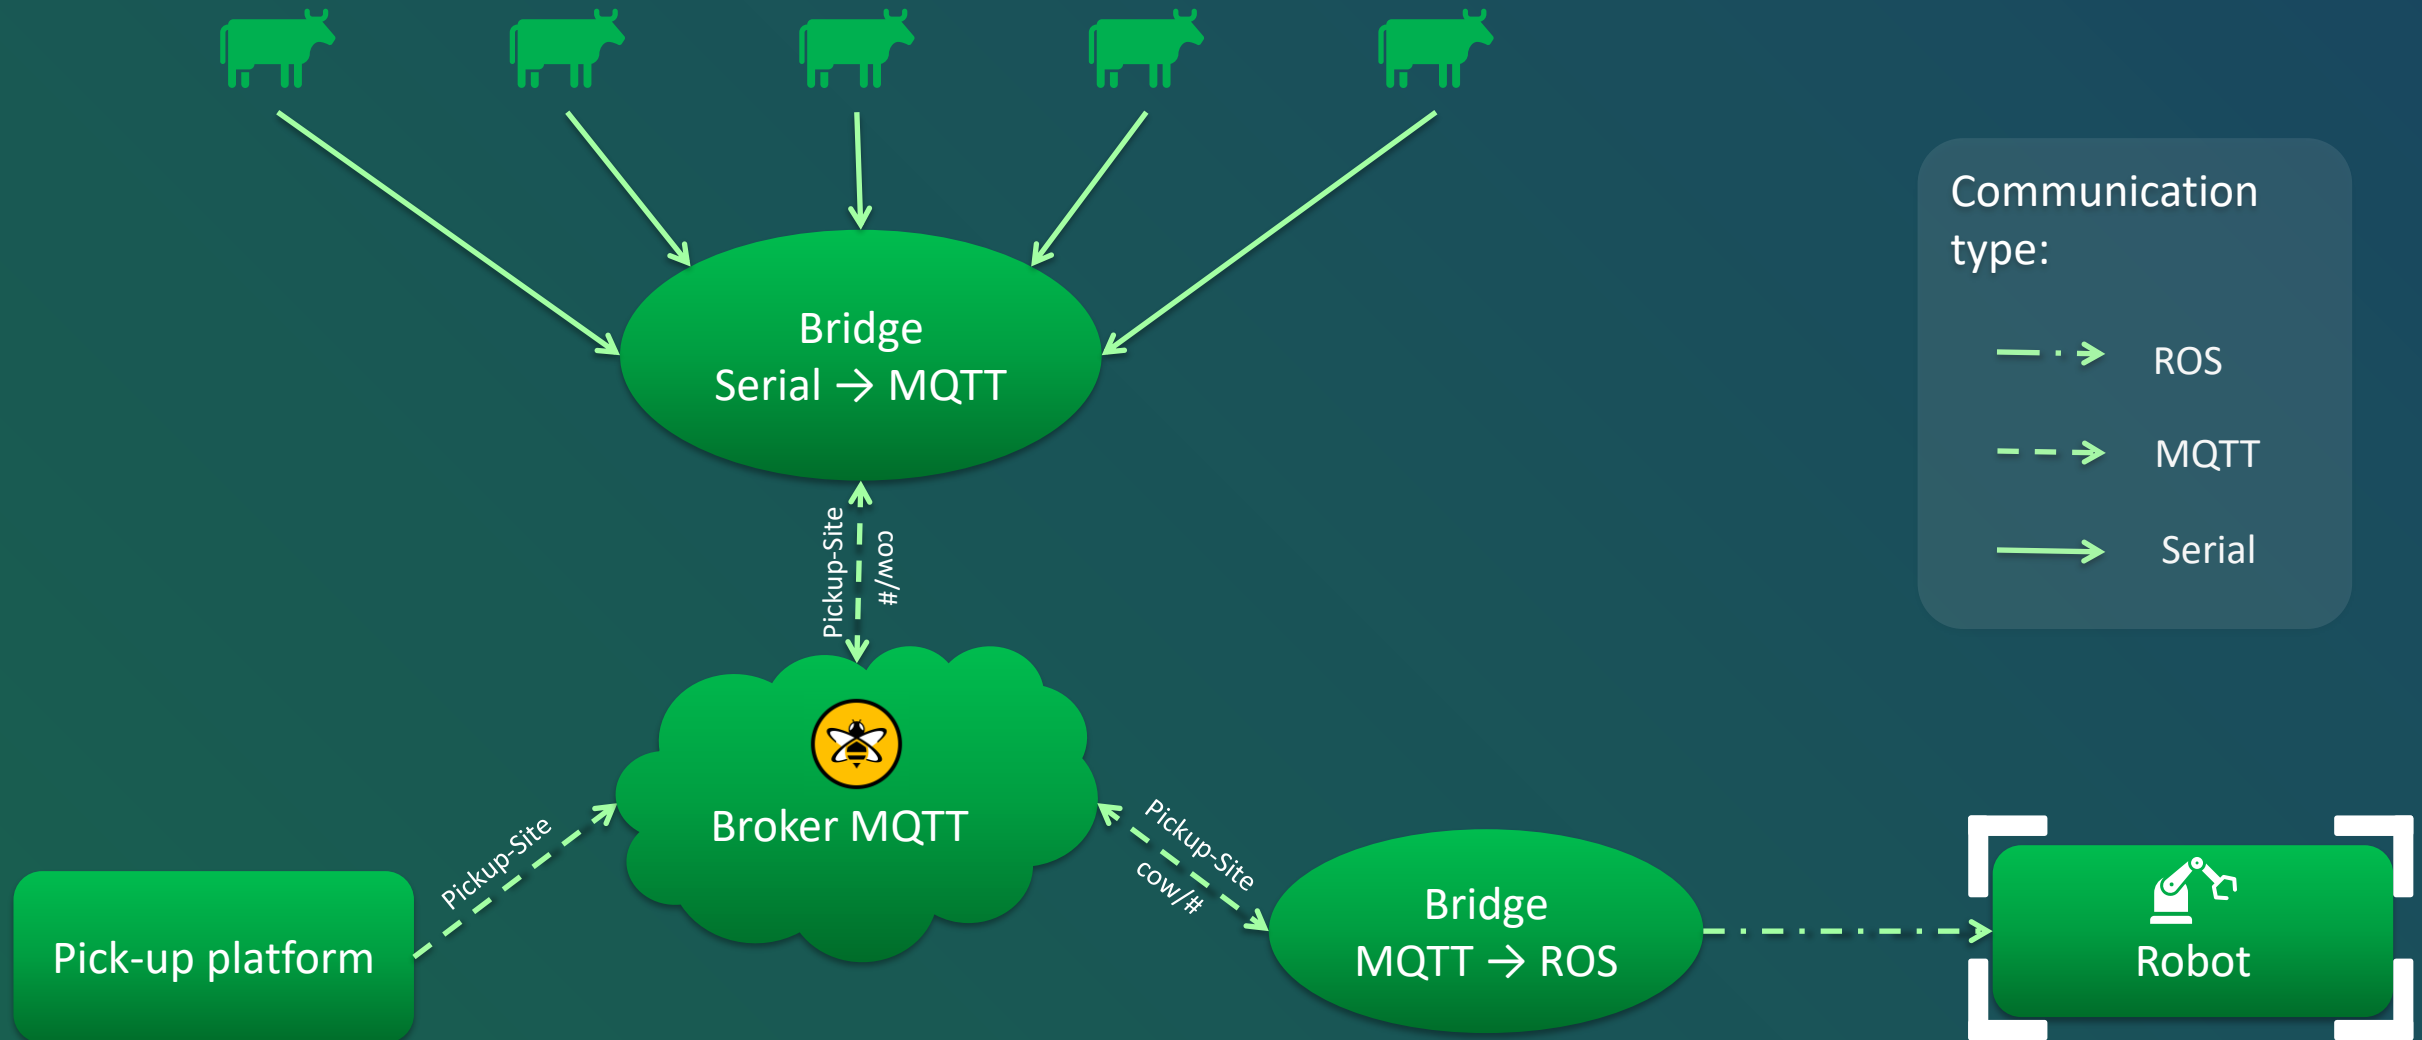 Communication
type:
ROS
MQTT
Serial
Bridge
Serial → MQTT
Pickup-Site
cow/#
Broker MQTT
Pickup-Site
Pickup-Site
cow/#
Pick-up platform
Bridge
MQTT → ROS
Robot